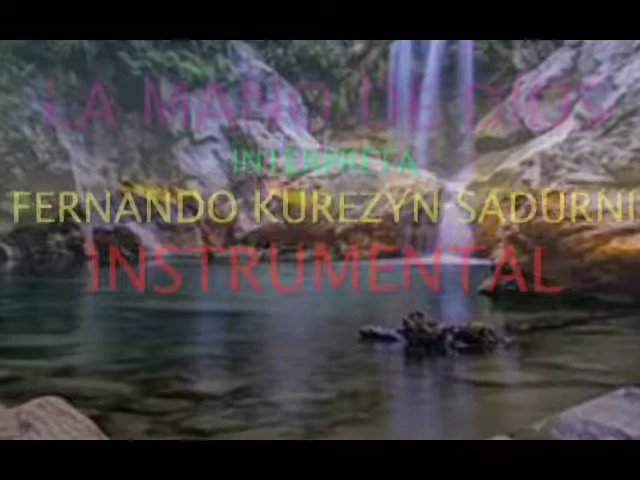 LA MANO DE DIOS
INTERPRETA
FERNANDO KUREZYN SADURNI
INSTRUMENTAL